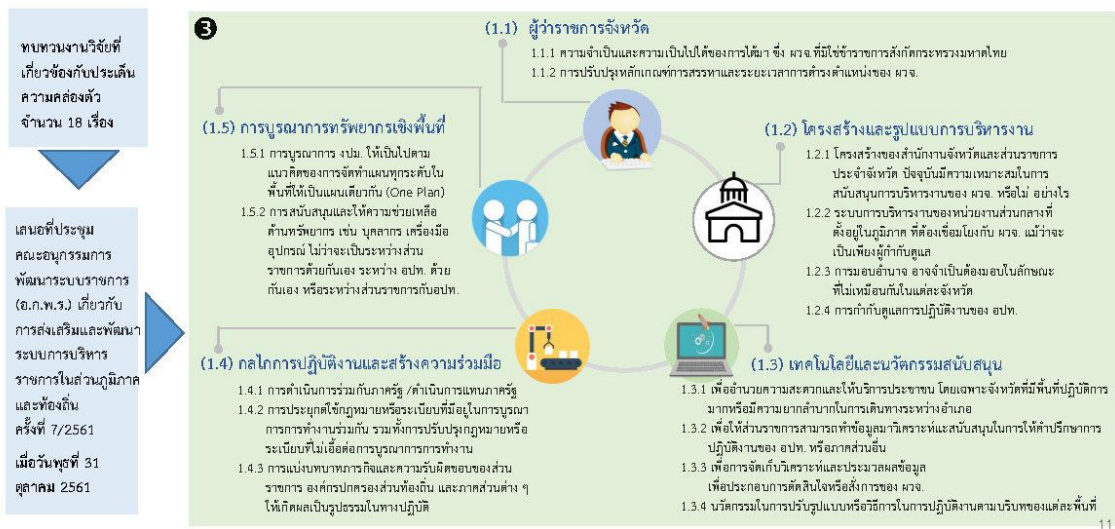 ทบทวนงานวิจัยที่
เกี่ยวข้องกับประเด็น
ความคล่องตัว
จำนวน 18 เรื่อง
เสนอที่ประชุม
คณะอนุกรรมการ
พัฒนาระบบราชการ
(อ.ก.พ.ร.) เกี่ยวกับ
การส่งเสริมและพัฒนา
ระบบการบริหาร
ราชการในส่วนภูมิภาค
และท้องถิ่น
ครั้งที่ 7/2561
เมื่อวันพุธที่ 31
ตุลาคม 2561
❸
(1.1) ผู้ว่าราชการจังหวัด
1.1.1 ความจำเป็นและความเป็นไปได้ของการได้มา ซึ่ง ผวจ.ที่มิใช่ข้าราชการสังกัดกระทรวงมหาดไทย
1.1.2 การปรับปรุงหลักเกณฑ์การสรรหาและระยะเวลาการดำรงตำแหน่งของ ผวจ.
(1.2) โครงสร้างและรูปแบบการบริหารงาน
1.2.1 โครงสร้างของสำนักงานจังหวัดและส่วนราชการ
ประจำจังหวัด ปัจจุบันมีความเหมาะสมในการ
สนับสนุนการบริหารงานของ ผวจ. หรือไม่ อย่างไร
1.2.2 ระบบการบริหารงานของหน่วยงานส่วนกลางที่
ตั้งอยู่ในภูมิภาค ที่ต้องเชื่อมโยงกับ ผวจ. แม้ว่าจะ
เป็นเพียงผู้กำกับดูแล
1.2.3 การมอบอำนาจ อาจจำเป็นต้องมอบในลักษณะ
ที่ไม่เหมือนกันในแต่ละจังหวัด
1.2.4 การกำกับดูแลการปฏิบัติงานของ อปท.
(1.3) เทคโนโลยีและนวัตกรรมสนับสนุน
1.3.1 เพื่ออำนวยความสะดวกและให้บริการประชาชน โดยเฉพาะจังหวัดที่มีพื้นที่ปฏิบัติการ
มากหรือมีความยากลำบากในการเดินทางระหว่างอำเภอ
1.3.2 เพื่อให้ส่วนราชการสามารถทำข้อมูลมาวิเคราะห์และสนับสนุนในการให้คำปรึกษาการ
ปฏิบัติงานของ อปท. หรือภาคส่วนอื่น
1.3.3 เพื่อการจัดเก็บวิเคราะห์และประมวลผลข้อมูล
เพื่อประกอบการตัดสินใจหรือสั่งการของ ผวจ.
1.3.4 นวัตกรรมในการปรับรูปแบบหรือวิธีการในการปฏิบัติงานตามบริบทของแต่ละพื้นที่
(1.4) กลไกการปฏิบัติงานและสร้างความร่วมมือ
1.4.1 การดำเนินการร่วมกับภาครัฐ /ดำเนินการแทนภาครัฐ
1.4.2 การประยุกต์ใช้กฎหมายหรือระเบียบที่มีอยู่ในการบูรณา
การการทำงานร่วมกัน รวมทั้งการปรับปรุงกฎหมายหรือ
ระเบียบที่ไม่เอื้อต่อการบูรณาการการทำงาน
1.4.3 การแบ่งบทบาทภารกิจและความรับผิดชอบของส่วน
ราชการ องค์กรปกครองส่วนท้องถิ่น และภาคส่วนต่าง ๆ
ให้เกิดผลเป็นรูปธรรมในทางปฏิบัติ
(1.5) การบูรณาการทรัพยากรเชิงพื้นที่
1.5.1 การบูรณาการ งปม. ให้เป็นไปตาม
แนวคิดของการจัดทำแผนทุกระดับใน
พื้นที่ให้เป็นแผนเดียวกัน (One Plan)
1.5.2 การสนับสนุนและให้ความช่วยเหลือ
ด้านทรัพยากร เช่น บุคลากร เครื่องมือ
อุปกรณ์ ไม่ว่าจะเป็นระหว่างส่วน
ราชการด้วยกันเอง ระหว่าง อปท. ด้วย
กันเอง หรือระหว่างส่วนราชการกับอปท.
11